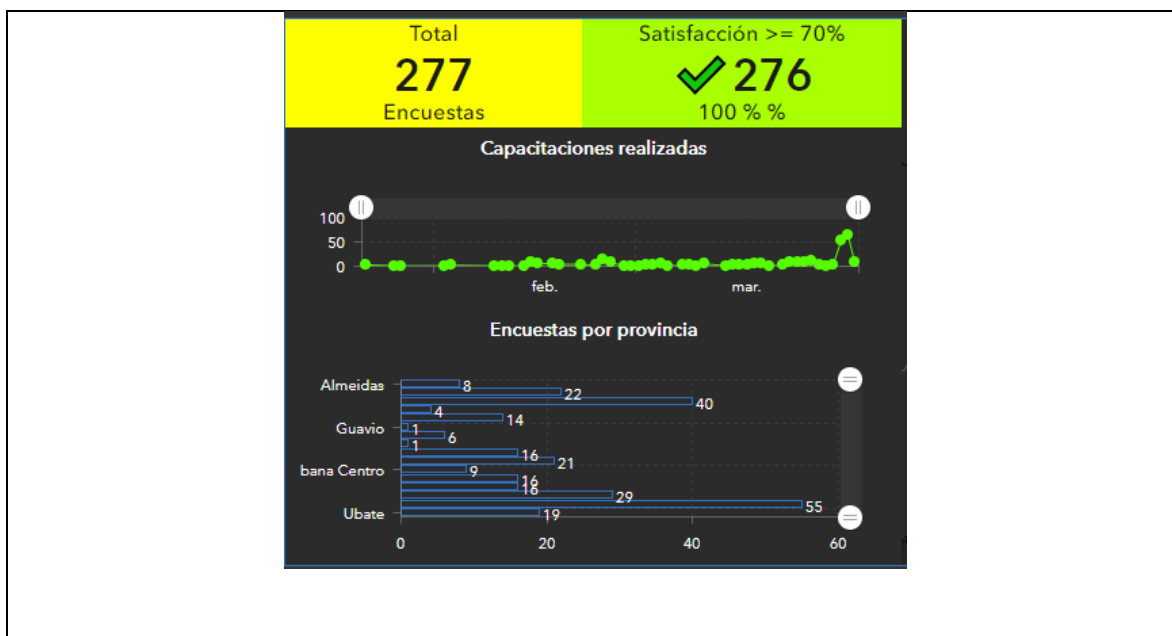 Total
277
Encuestas
Satisfacción >= 70%
276
100 % %
Capacitaciones realizadas
100
50
0
feb. mar.
Encuestas por provincia
Almeidas
8
22
40
4
14
Guavio
1
6
1
16
21
bana Centro
9
16
16
29
55
Ubate
19
0 20 40 60